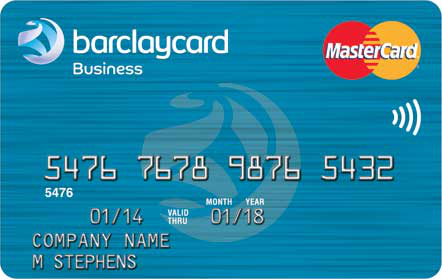 barclaycard
Business
MasterCard
5476 7678 9876 5432
5476
MONTH YEAR
01/14 VALID THRU 01/18
COMPANY NAME
M STEPHENS